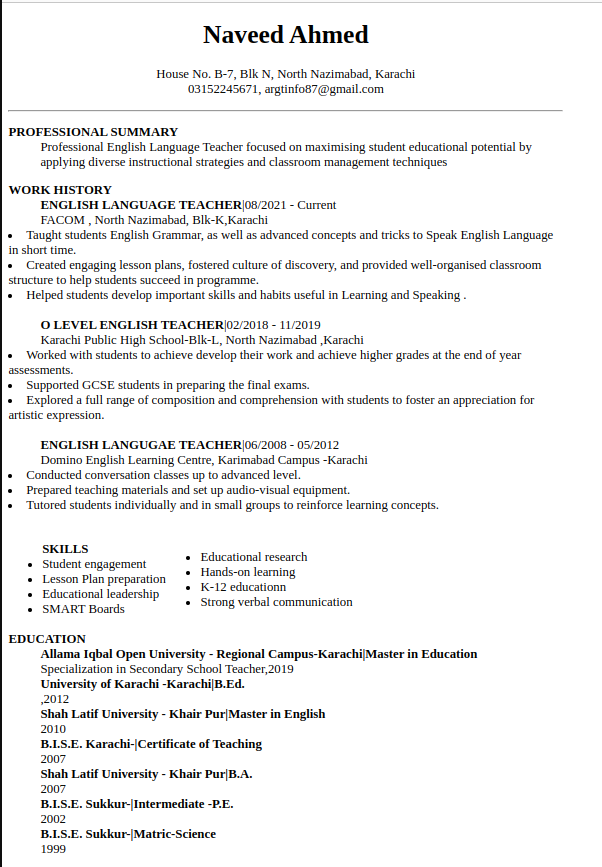 Naveed Ahmed
House No. B-7, Blk N, North Nazimabad, Karachi
03152245671, argtinfo87@gmail.com
PROFESSIONAL SUMMARY
Professional English Language Teacher focused on maximising student educational potential by
applying diverse instructional strategies and classroom management techniques
WORK HISTORY
ENGLISH LANGUAGE TEACHER|08/2021 - Current
FACOM , North Nazimabad, Blk-K,Karachi
• Taught students English Grammar, as well as advanced concepts and tricks to Speak English Language
in short time.
• Created engaging lesson plans, fostered culture of discovery, and provided well-organised classroom
structure to help students succeed in programme.
• Helped students develop important skills and habits useful in Learning and Speaking .
O LEVEL ENGLISH TEACHER|02/2018 - 11/2019
Karachi Public High School-Blk-L, North Nazimabad ,Karachi
• Worked with students to achieve develop their work and achieve higher grades at the end of year
assessments.
• Supported GCSE students in preparing the final exams.
• Explored a full range of composition and comprehension with students to foster an appreciation for
artistic expression.
ENGLISH LANGUGAE TEACHER|06/2008 - 05/2012
Domino English Learning Centre, Karimabad Campus -Karachi
• Conducted conversation classes up to advanced level.
• Prepared teaching materials and set up audio-visual equipment.
• Tutored students individually and in small groups to reinforce learning concepts.
SKILLS
• Student engagement
• Lesson Plan preparation
• Educational leadership
• SMART Boards
• Educational research
• Hands-on learning
• K-12 educationn
• Strong verbal communication
EDUCATION
Allama Iqbal Open University - Regional Campus-Karachi|Master in Education
Specialization in Secondary School Teacher,2019
University of Karachi -Karachi|B.Ed.
,2012
Shah Latif University - Khair Pur|Master in English
2010
B.I.S.E. Karachi-|Certificate of Teaching
2007
Shah Latif University - Khair Pur|B.A.
2007
B.I.S.E. Sukkur-|Intermediate -P.E.
2002
B.I.S.E. Sukkur-|Matric-Science
1999